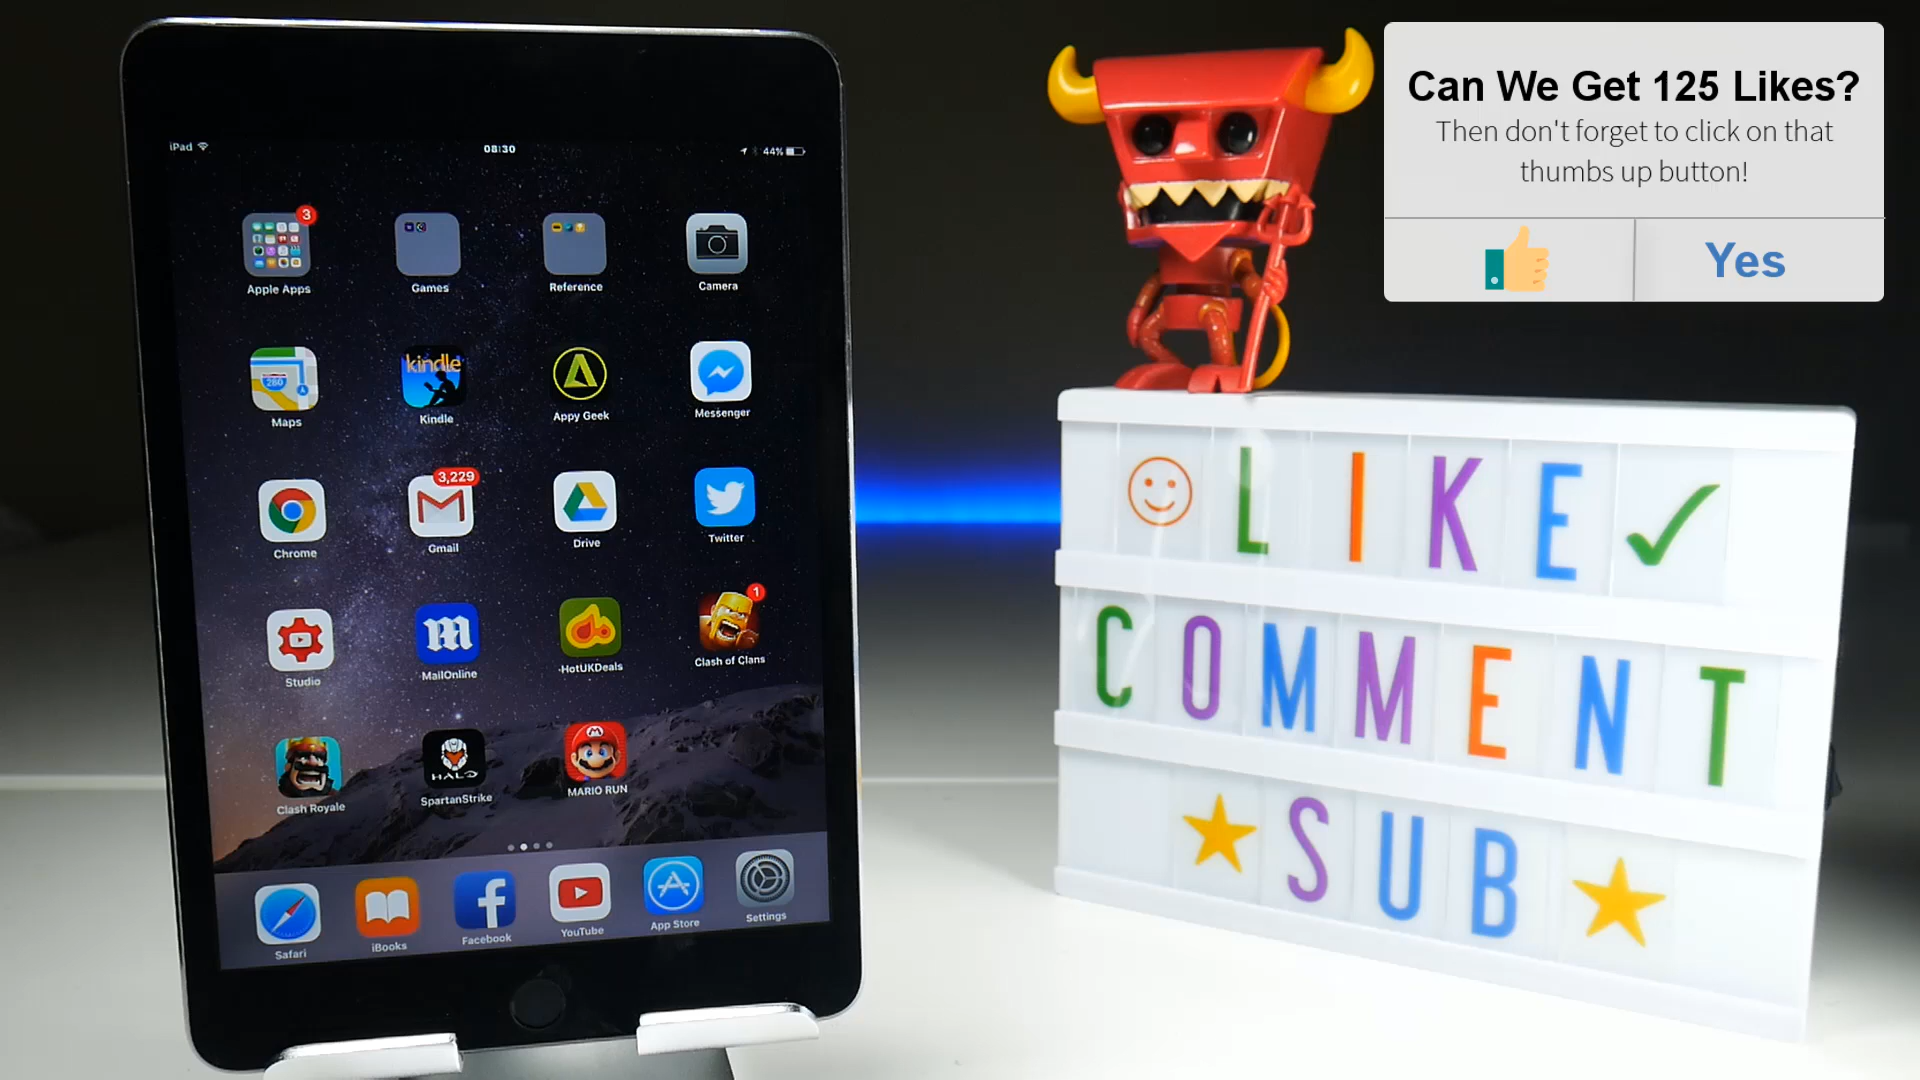 iPad
08:30
44%
3
Apple Apps
Games
Reference
Camera
280
Maps
kindle
Kindle
Appy Geek
Messenger
Chrome
3,229
Gmail
Drive
Twitter
Studio
m
MailOnline
HotUKDeals
1
Clash of Clans
Clash Royale
HALO
SpartanStrike
M
MARIO RUN
Safari
iBooks
f
Facebook
YouTube
App Store
Settings
Can We Get 125 Likes?
Then don't forget to click on that
thumbs up button!
Yes
LIKE
COMMENT
SUB